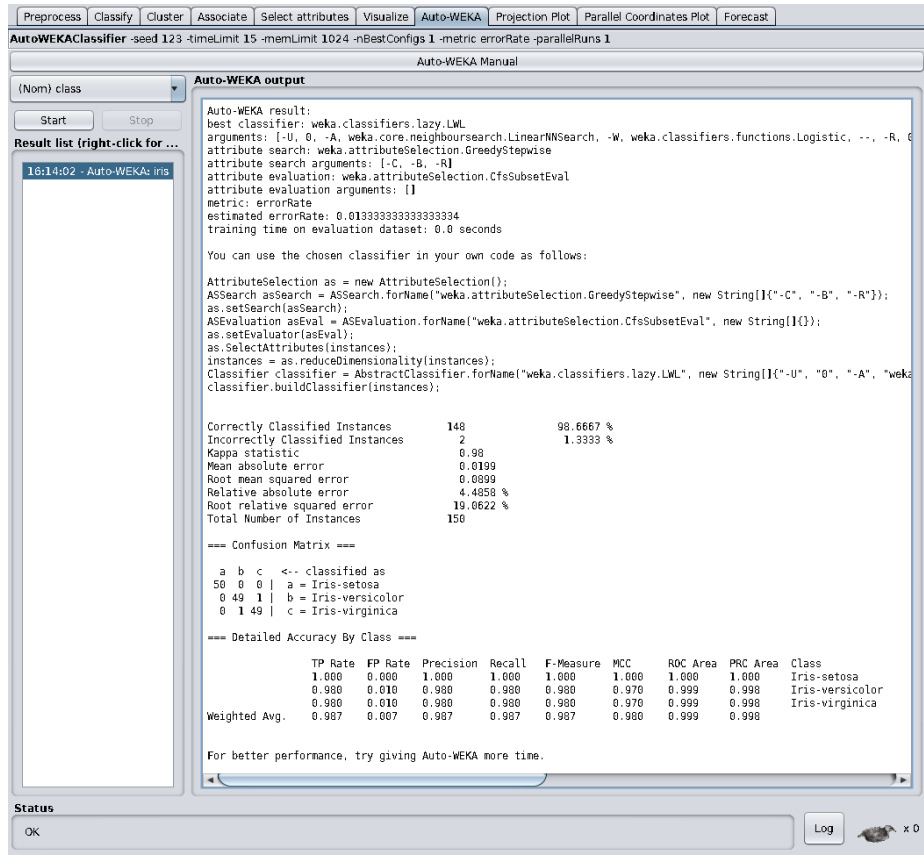 Preprocess Classify Cluster Associate Select attributes Visualize Auto-WEKA Projection Plot Parallel Coordinates Plot Forecast
AutoWEKAClassifier -seed 123 -timeLimit 15 -memLimit 1024 -nBestConfigs 1 -metric errorRate -parallelRuns 1
Auto-WEKA Manual
(Nom) class
Start Stop
Result list (right-click for ...
16:14:02 - Auto-WEKA: iris
Auto-WEKA output
Auto-WEKA result:
best classifier: weka.classifiers.lazy.LWL
arguments: [-U, 0, -A, weka.core.neighboursearch.LinearNNSearch, -W, weka.classifiers.functions.Logistic, --, -R,
attribute search: weka.attributeSelection.GreedyStepwise
attribute search arguments: [-C, -B, -R]
attribute evaluation: weka.attributeSelection.CfsSubsetEval
attribute evaluation arguments: []
metric: errorRate
estimated errorRate: 0.013333333333333334
training time on evaluation dataset: 0.0 seconds
You can use the chosen classifier in your own code as follows:
AttributeSelection as = new AttributeSelection();
ASSearch asSearch = ASSearch.forName("weka.attributeSelection.GreedyStepwise", new String[]{"-C", "-B", "-R"});
as.setSearch(asSearch);
ASEvaluation asEval = ASEvaluation.forName("weka.attributeSelection.CfsSubsetEval", new String[]{});
as.setEvaluator(asEval);
as.SelectAttributes(instances);
instances = as.reduceDimensionality(instances);
Classifier classifier = AbstractClassifier.forName("weka.classifiers.lazy.LWL", new String[]{"-U", "0", "-A", "weka
classifier.buildClassifier(instances);
Correctly Classified Instances 148 98.6667 %
Incorrectly Classified Instances 2 1.3333 %
Kappa statistic 0.98
Mean absolute error 0.0199
Root mean squared error 0.0899
Relative absolute error 4.4858 %
Root relative squared error 19.0622 %
Total Number of Instances 150
=== Confusion Matrix ===
a b c <-- classified as
50 0 0 | a = Iris-setosa
0 49 1 | b = Iris-versicolor
0 1 49 | c = Iris-virginica
=== Detailed Accuracy By Class ===
TP Rate FP Rate Precision Recall F-Measure MCC ROC Area PRC Area Class
1.000 0.000 1.000 1.000 1.000 1.000 1.000 1.000 Iris-setosa
0.980 0.010 0.980 0.980 0.980 0.970 0.999 0.998 Iris-versicolor
0.980 0.010 0.980 0.980 0.980 0.970 0.999 0.998 Iris-virginica
Weighted Avg. 0.987 0.007 0.987 0.987 0.987 0.980 0.999 0.998
For better performance, try giving Auto-WEKA more time.
Status
OK
Log
x 0